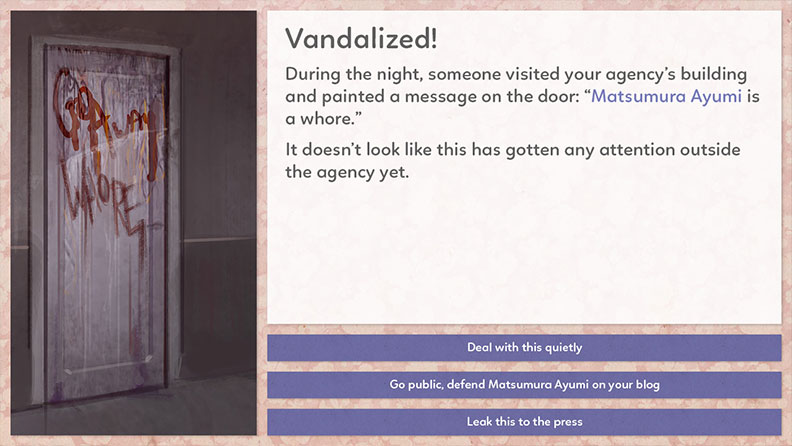 GO AWAY
WHORE
Vandalized!
During the night, someone visited your agency’s building
and painted a message on the door: “Matsumura Ayumi is
a whore.”
It doesn’t look like this has gotten any attention outside
the agency yet.
Deal with this quietly
Go public, defend Matsumura Ayumi on your blog
Leak this to the press